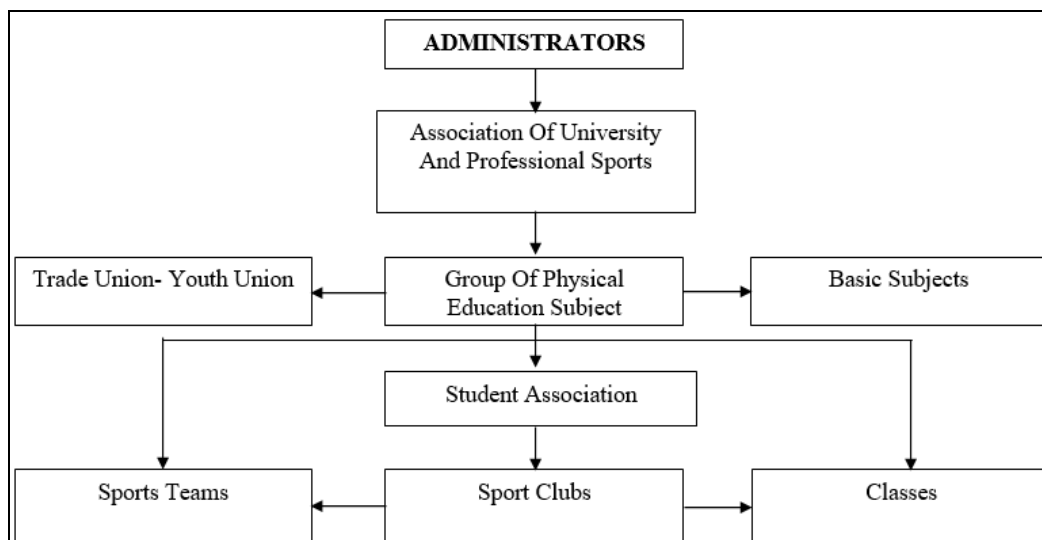 ADMINISTRATORS
Association Of University
And Professional Sports
Trade Union- Youth Union
Group Of Physical
Education Subject
Basic Subjects
Student Association
Sports Teams
Sport Clubs
Classes